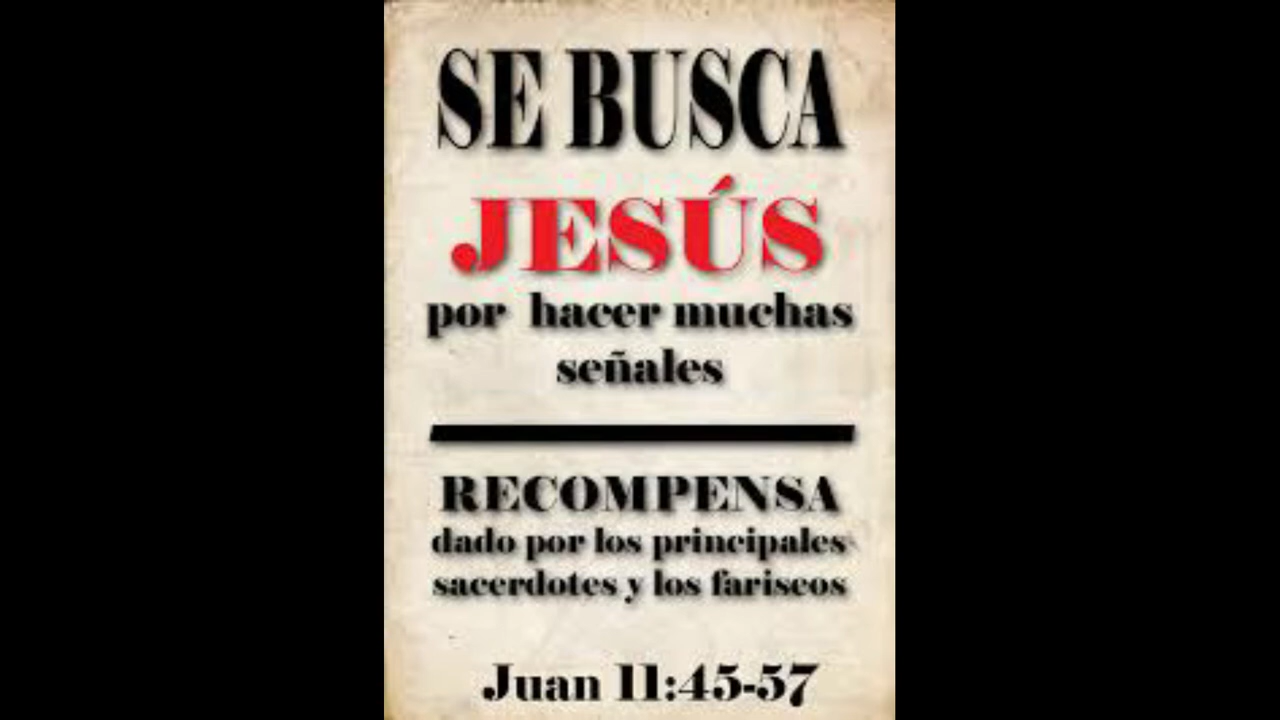 SE BUSCA
JESÚS
por hacer muchas
señales
RECOMPENSA
dado por los principales
sacerdotes y los fariseos
Juan 11:45-57